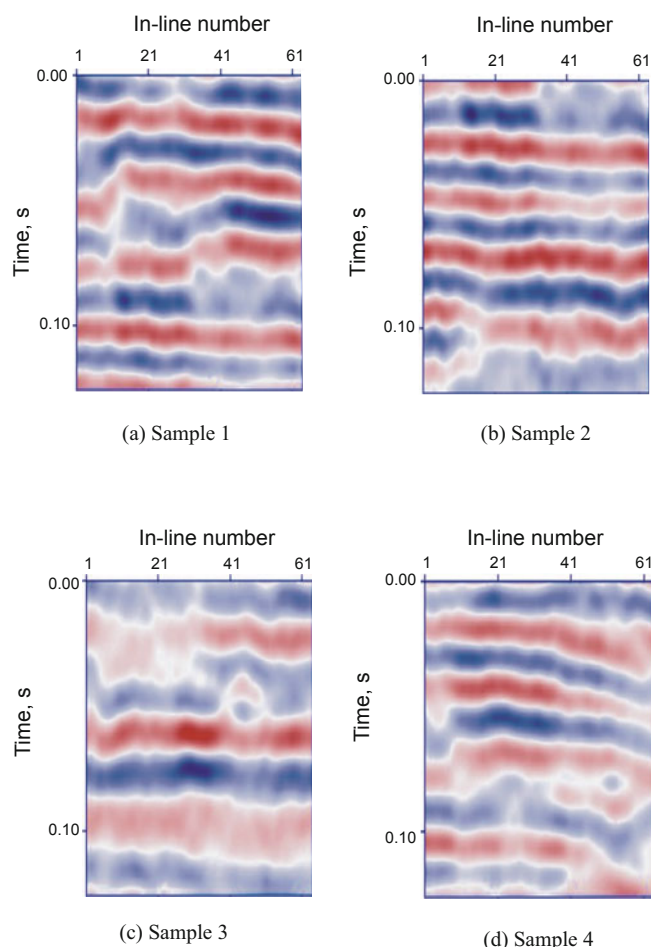 In-line number
1 21 41 61
0.00
Time, s
0.10
(a) Sample 1
In-line number
1 21 41 61
0.00
Time, s
0.10
(b) Sample 2
In-line number
1 21 41 61
0.00
Time, s
0.10
(c) Sample 3
In-line number
1 21 41 61
0.00
Time, s
0.10
(d) Sample 4